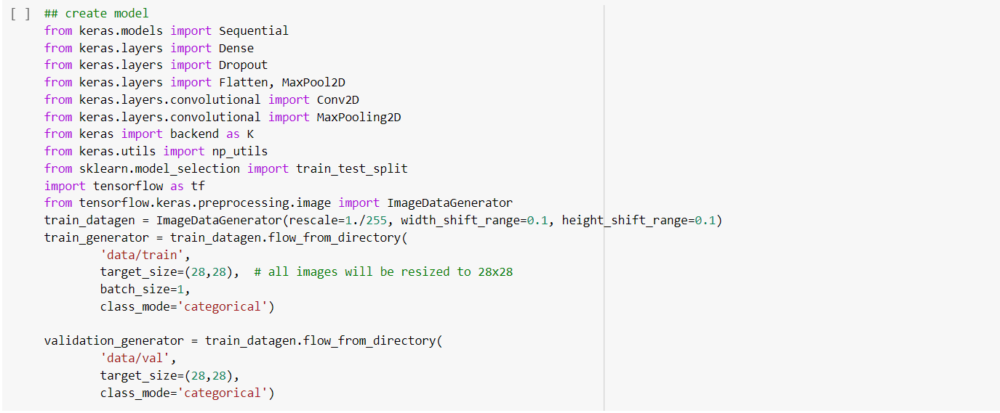 [ ] ## create model
from keras.models import Sequential
from keras.layers import Dense
from keras.layers import Dropout
from keras.layers import Flatten, MaxPool2D
from keras.layers.convolutional import Conv2D
from keras.layers.convolutional import MaxPooling2D
from keras import backend as K
from keras.utils import np_utils
from sklearn.model_selection import train_test_split
import tensorflow as tf
from tensorflow.keras.preprocessing.image import ImageDataGenerator
train_datagen = ImageDataGenerator(rescale=1./255, width_shift_range=0.1, height_shift_range=0.1)
train_generator = train_datagen.flow_from_directory(
        'data/train',
        target_size=(28,28),  # all images will be resized to 28x28
        batch_size=1,
        class_mode='categorical')

validation_generator = train_datagen.flow_from_directory(
        'data/val',
        target_size=(28,28),
        class_mode='categorical')